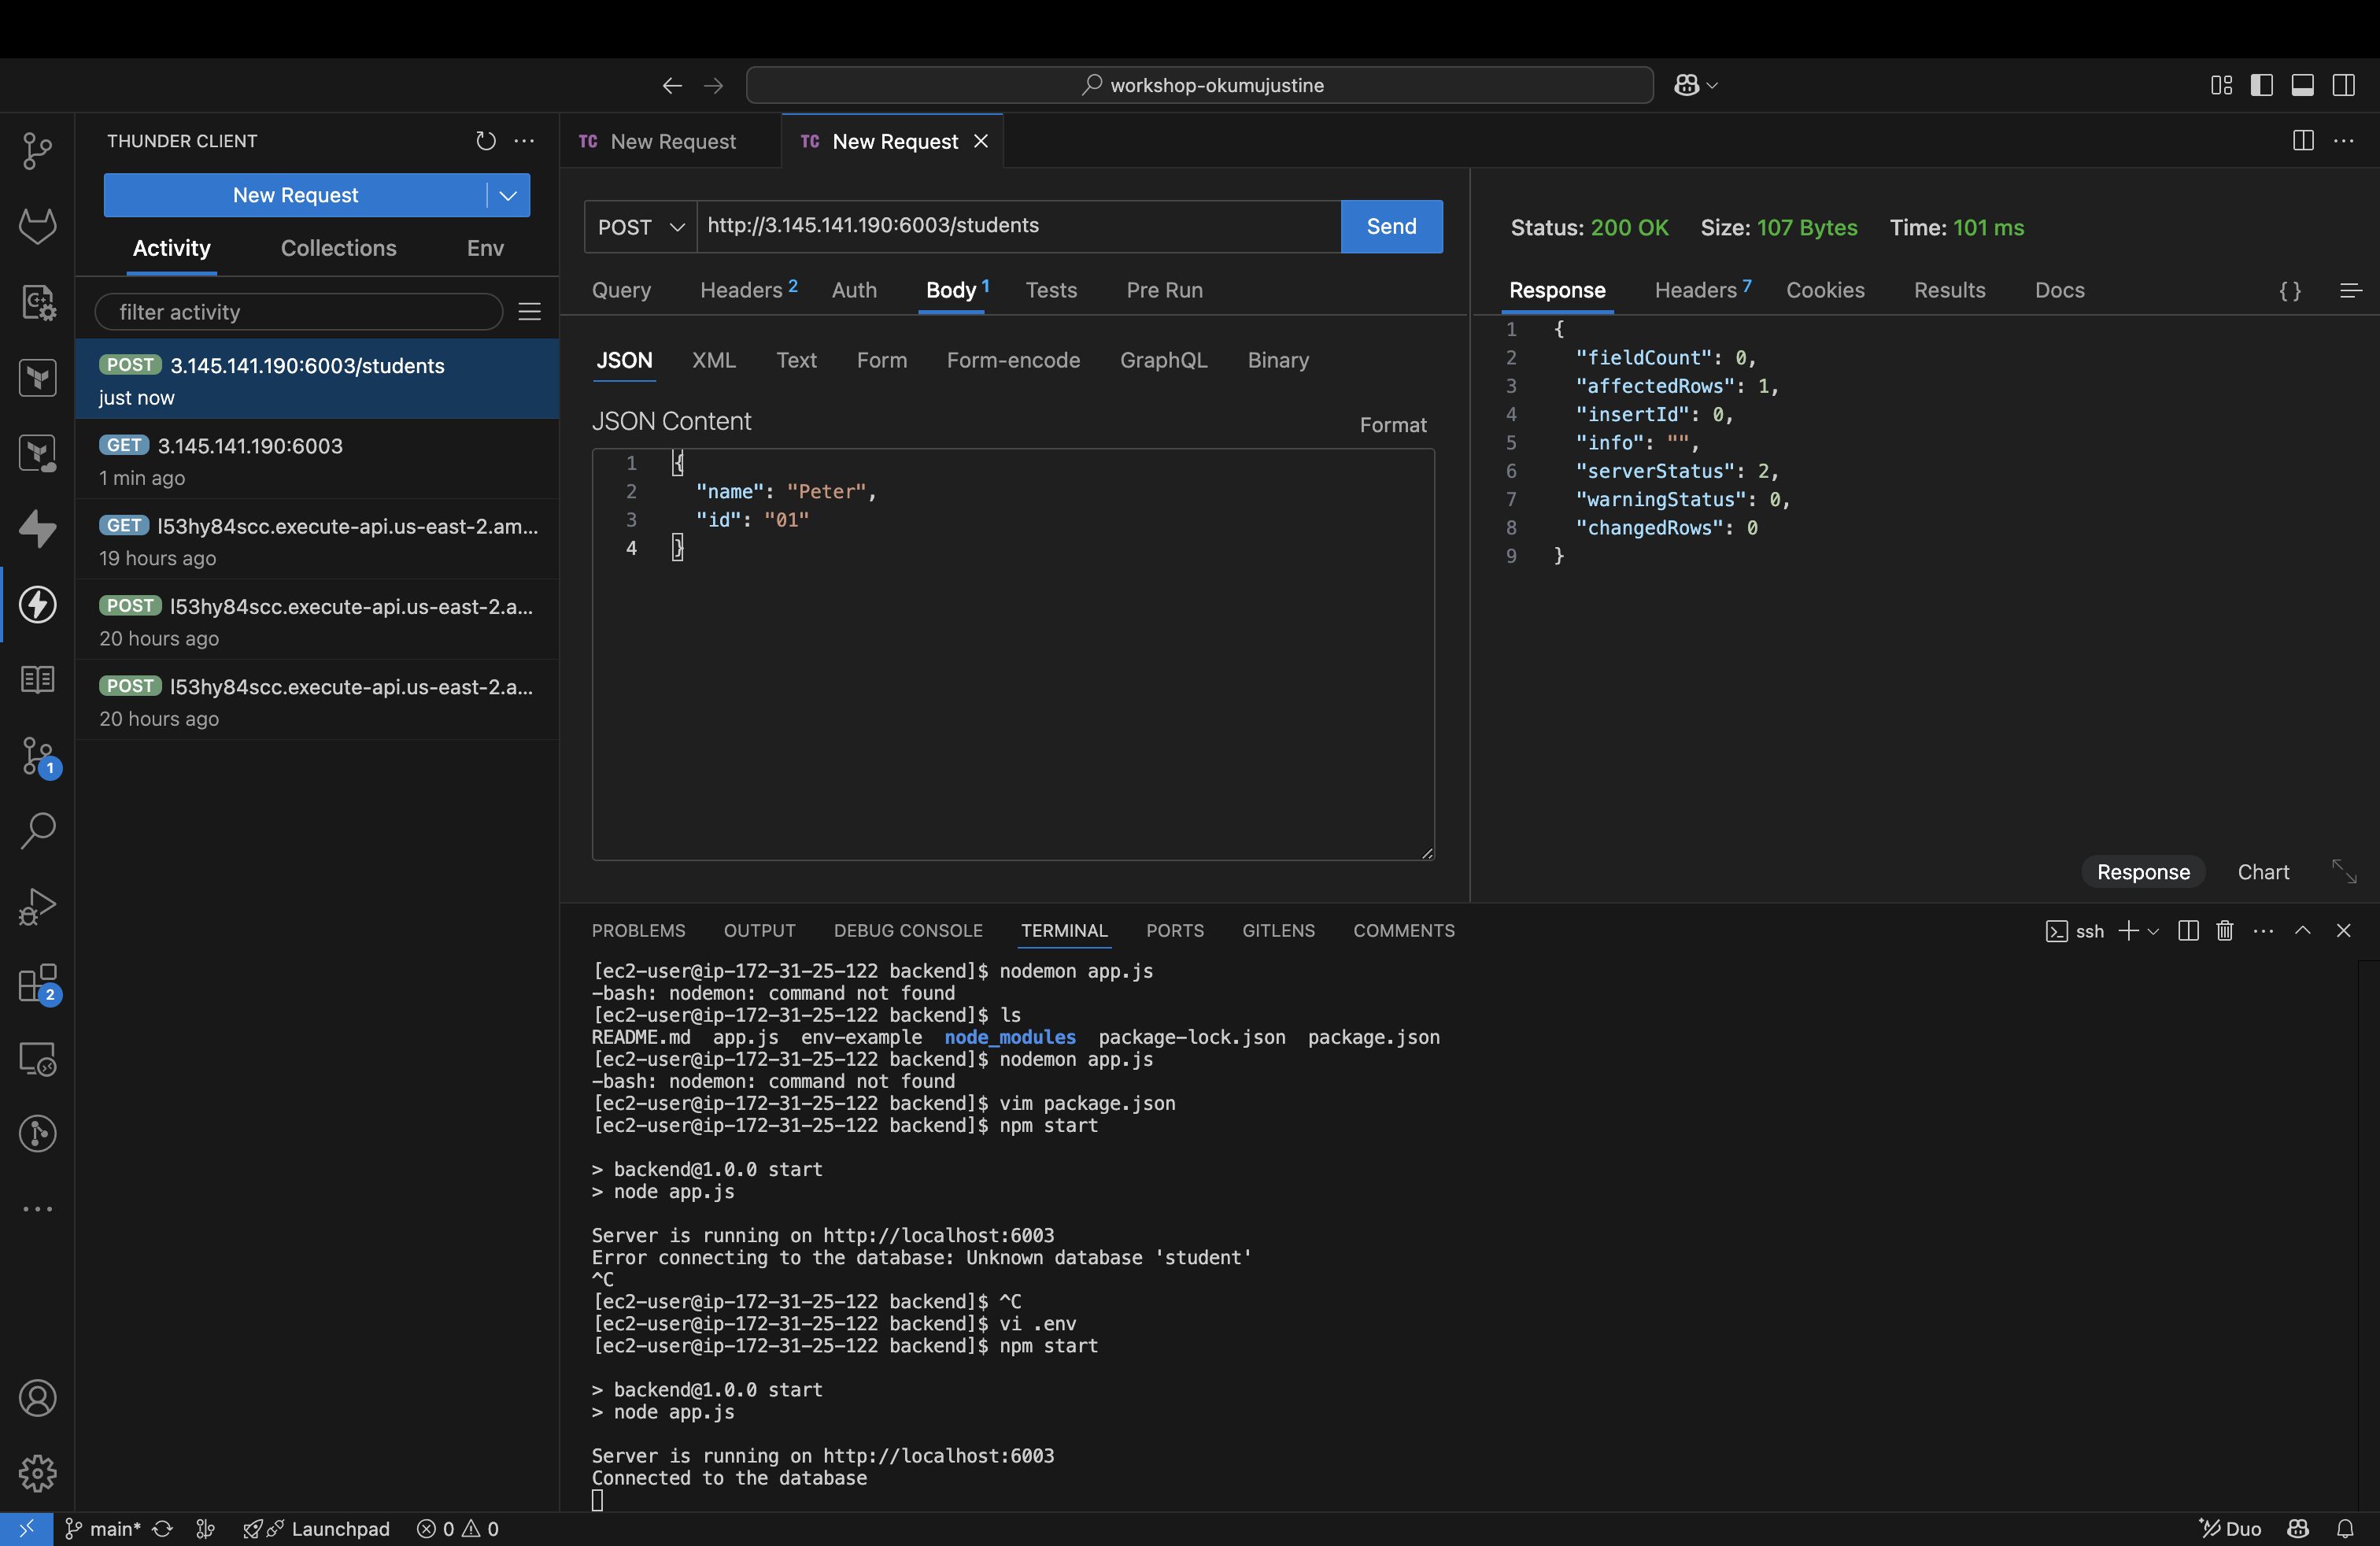 workshop-okumujustine
THUNDER CLIENT
New Request
Activity Collections Env
filter activity
POST 3.145.141.190:6003/students
just now
GET 3.145.141.190:6003
1 min ago
GET l53hy84scc.execute-api.us-east-2.am...
19 hours ago
POST l53hy84scc.execute-api.us-east-2.a...
20 hours ago
POST l53hy84scc.execute-api.us-east-2.a...
20 hours ago
1
2
TC New Request
TC New Request
POST http://3.145.141.190:6003/students Send
Query Headers 2 Auth Body 1 Tests Pre Run
JSON XML Text Form Form-encode GraphQL Binary
JSON Content Format
1 {
2 "name": "Peter",
3 "id": "01"
4 }
Status: 200 OK Size: 107 Bytes Time: 101 ms
Response Headers 7 Cookies Results Docs {}
1 {
2 "fieldCount": 0,
3 "affectedRows": 1,
4 "insertId": 0,
5 "info": "",
6 "serverStatus": 2,
7 "warningStatus": 0,
8 "changedRows": 0
9 }
Response Chart
PROBLEMS OUTPUT DEBUG CONSOLE TERMINAL PORTS GITLENS COMMENTS
ssh
[ec2-user@ip-172-31-25-122 backend]$ nodemon app.js
-bash: nodemon: command not found
[ec2-user@ip-172-31-25-122 backend]$ ls
README.md app.js env-example node_modules package-lock.json package.json
[ec2-user@ip-172-31-25-122 backend]$ nodemon app.js
-bash: nodemon: command not found
[ec2-user@ip-172-31-25-122 backend]$ vim package.json
[ec2-user@ip-172-31-25-122 backend]$ npm start
> backend@1.0.0 start
> node app.js
Server is running on http://localhost:6003
Error connecting to the database: Unknown database 'student'
^C
[ec2-user@ip-172-31-25-122 backend]$ ^C
[ec2-user@ip-172-31-25-122 backend]$ vi .env
[ec2-user@ip-172-31-25-122 backend]$ npm start
> backend@1.0.0 start
> node app.js
Server is running on http://localhost:6003
Connected to the database
main* Launchpad 0 0 Duo